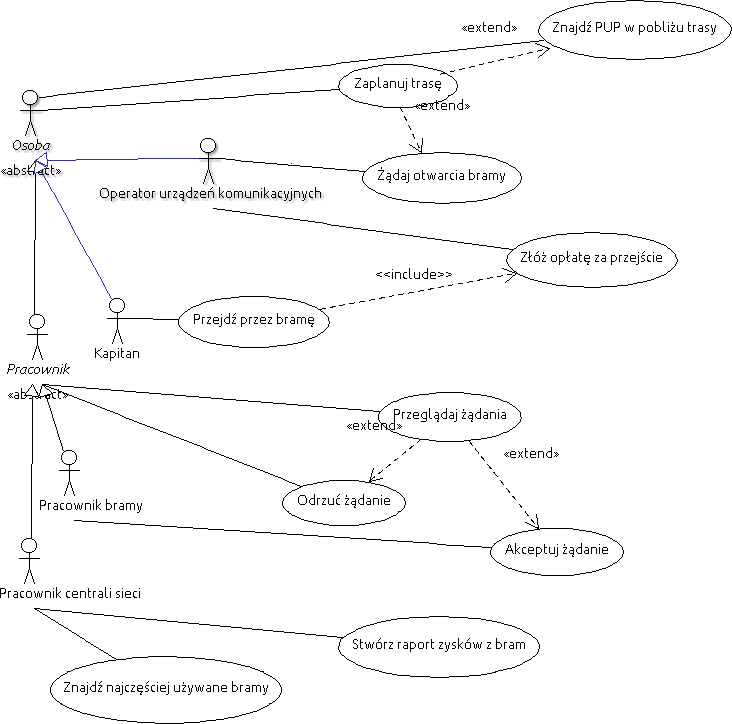 «extend»
Znajdź PUP w pobliżu trasy
Zaplanuj trasę
«extend»
Osoba
«abstract»
Żądaj otwarcia bramy
Operator urządzeń komunikacyjnych
Złóż opłatę za przejście
<<include>>
Przejdź przez bramę
Kapitan
Pracownik
«abstract»
Przeglądaj żądania
«extend»
«extend»
Odrzuć żądanie
Pracownik bramy
Akceptuj żądanie
Pracownik centrali sieci
Stwórz raport zysków z bram
Znajdź najczęściej używane bramy